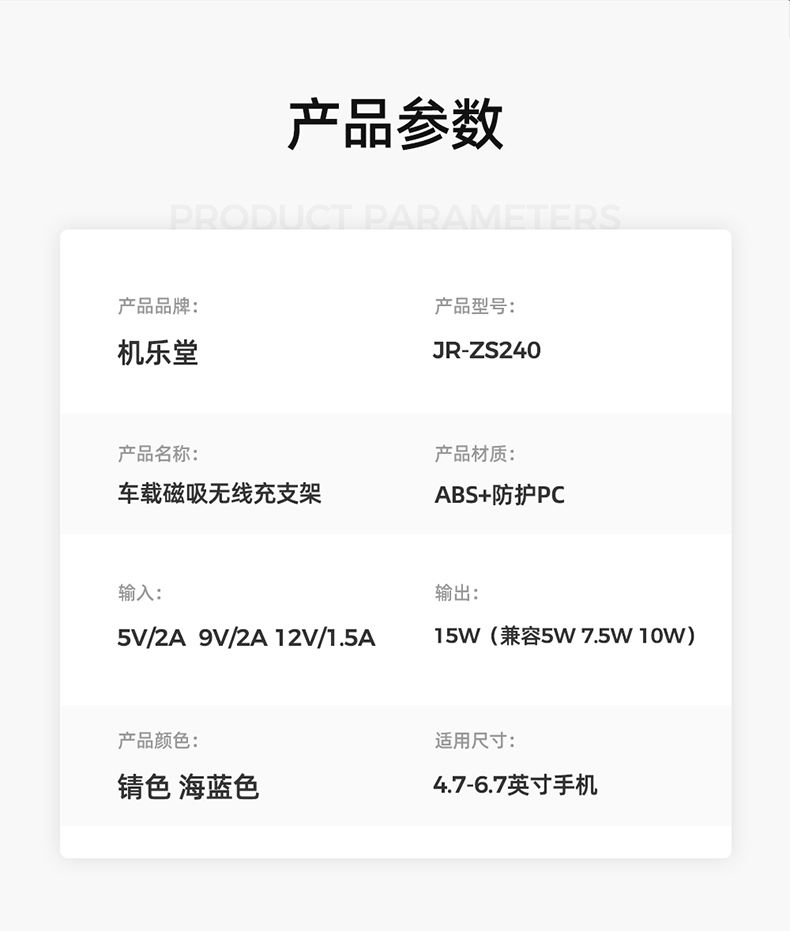 产品参数
PRODUCT PARAMETERS
产品品牌：
产品型号：
机乐堂
JR-ZS240
产品名称：
产品材质：
车载磁吸无线充支架
ABS+防护PC
输入：
输出：
5V/2A 9V/2A 12V/1.5A
15W（兼容5W 7.5W 10W）
产品颜色：
适用尺寸：
锖色 海蓝色
4.7-6.7英寸手机